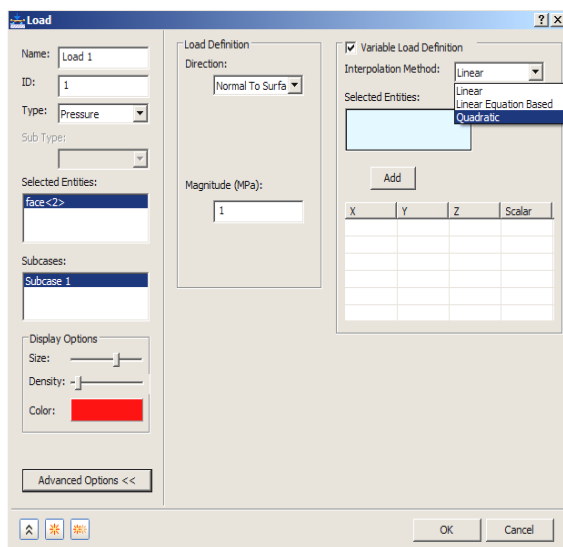 Load
? X
Name: Load 1
ID: 1
Type: Pressure
Sub Type:
Selected Entities:
face<2>
Subcases:
Subcase 1
Display Options
Size:
Density:
Color:
Advanced Options <<
Load Definition
Direction:
Normal To Surfa
Magnitude (MPa):
1
Variable Load Definition
Interpolation Method: Linear
Linear
Linear Equation Based
Quadratic
Selected Entities:
Add
X Y Z Scalar
OK Cancel